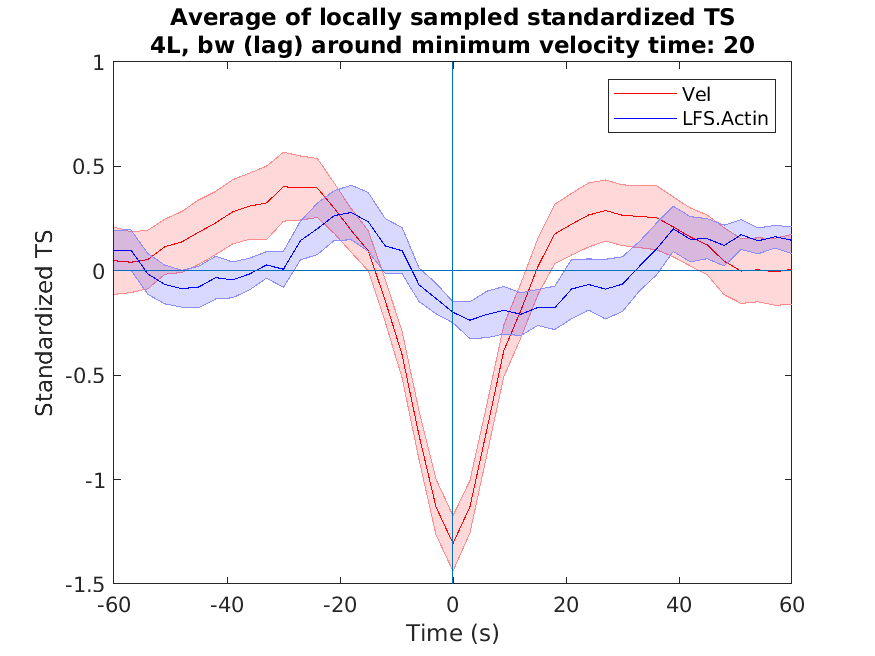 Average of locally sampled standardized TS
4L, bw (lag) around minimum velocity time: 20
1
0.5
0
-0.5
-1
-1.5
Standardized TS
Vel
LFS.Actin
-60
-40
-20
0
20
40
60
Time (s)